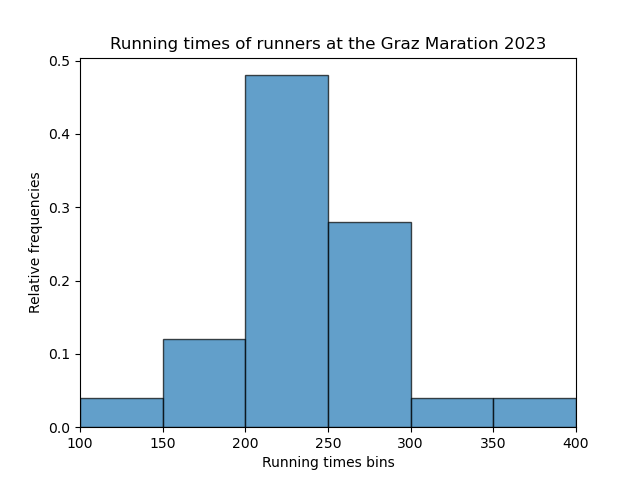 Running times of runners at the Graz Maration 2023
0.5
0.4
0.3
0.2
0.1
0.0
Relative frequencies
100 150 200 250 300 350 400
Running times bins